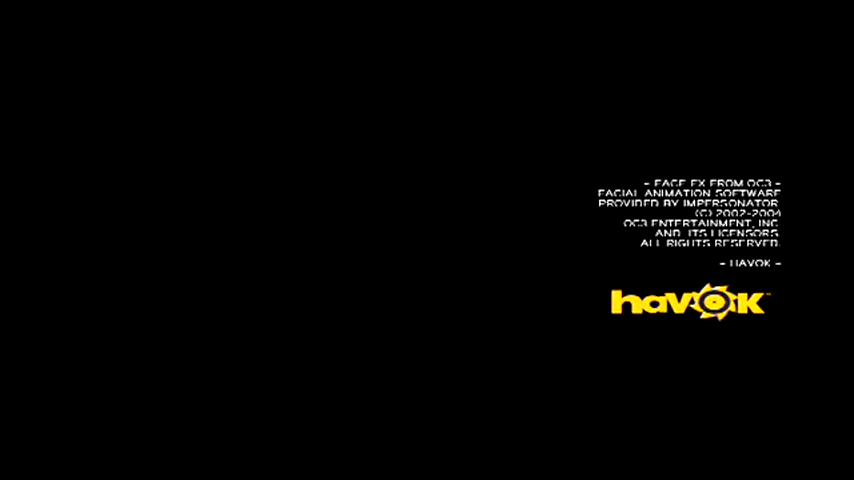 - FACE FX FROM OC3 -
FACIAL ANIMATION SOFTWARE
PROVIDED BY IMPERSONATOR.
(C) 2002-2004
OC3 ENTERTAINMENT, INC.
AND ITS LICENSORS.
ALL RIGHTS RESERVED.
- HAVOK -
havok™